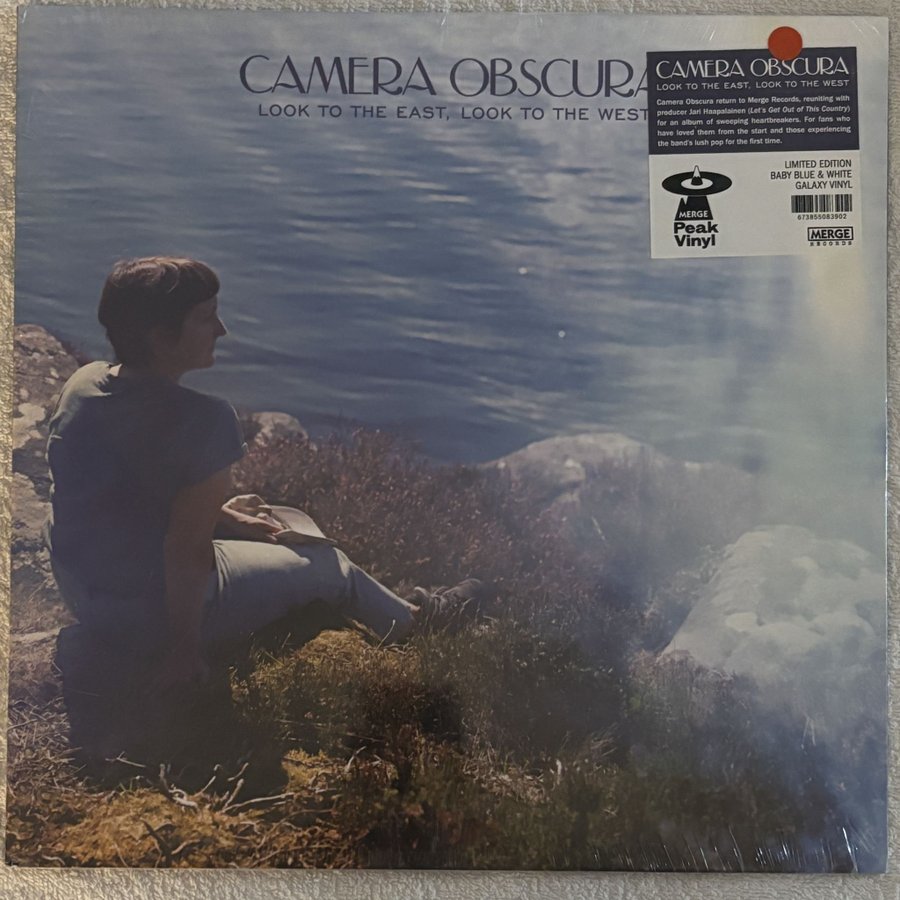 CAMERA OBSCURA
LOOK TO THE EAST, LOOK TO THE WEST
CAMERA OBSCURA
LOOK TO THE EAST, LOOK TO THE WEST
Camera Obscura return to Merge Records, reuniting with
producer Jari Haapalainen (Let's Get Out of This Country)
for an album of sweeping heartbreakers. For fans who
have loved them from the start and those experiencing
the band's lush pop for the first time.
MERGE
Peak
Vinyl
LIMITED EDITION
BABY BLUE & WHITE
GALAXY VINYL
673855083902
MERGE
RECORDS